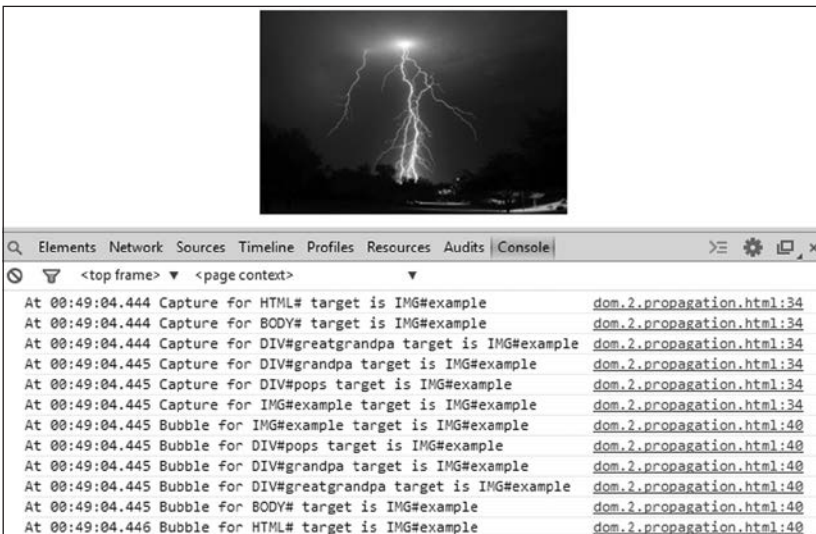 Elements Network Sources Timeline Profiles Resources Audits Console
<top frame> ▼ <page context> ▼
At 00:49:04.444 Capture for HTML# target is IMG#example dom.2.propagation.html:34
At 00:49:04.444 Capture for BODY# target is IMG#example dom.2.propagation.html:34
At 00:49:04.444 Capture for DIV#greatgrandpa target is IMG#example dom.2.propagation.html:34
At 00:49:04.445 Capture for DIV#grandpa target is IMG#example dom.2.propagation.html:34
At 00:49:04.445 Capture for DIV#pops target is IMG#example dom.2.propagation.html:34
At 00:49:04.445 Capture for IMG#example target is IMG#example dom.2.propagation.html:34
At 00:49:04.445 Bubble for IMG#example target is IMG#example dom.2.propagation.html:40
At 00:49:04.445 Bubble for DIV#pops target is IMG#example dom.2.propagation.html:40
At 00:49:04.445 Bubble for DIV#grandpa target is IMG#example dom.2.propagation.html:40
At 00:49:04.445 Bubble for DIV#greatgrandpa target is IMG#example dom.2.propagation.html:40
At 00:49:04.445 Bubble for BODY# target is IMG#example dom.2.propagation.html:40
At 00:49:04.446 Bubble for HTML# target is IMG#example dom.2.propagation.html:40